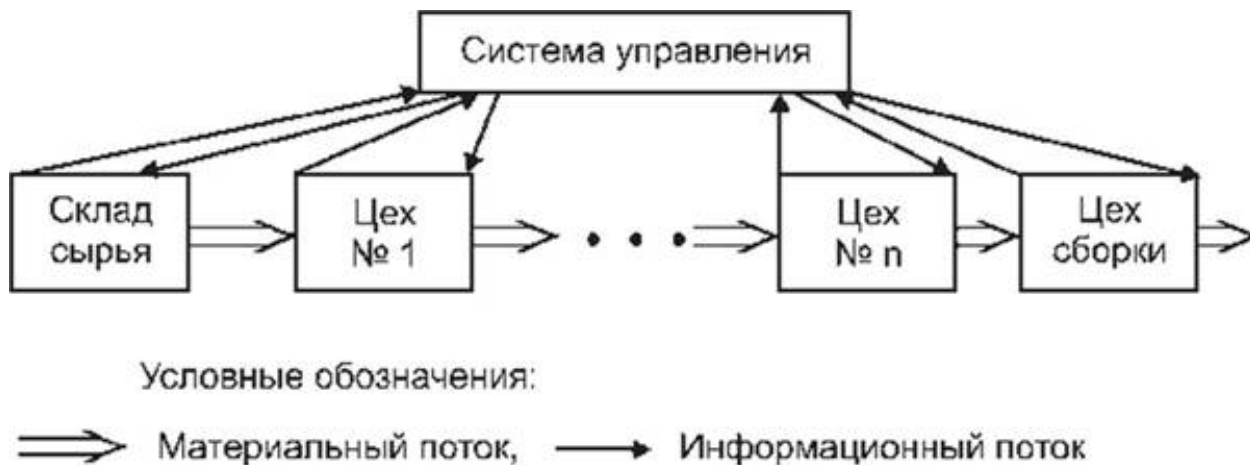 Система управления
Склад
сырья
Цех
№ 1
Цех
№ n
Цех
сборки
Условные обозначения:
Материальный поток, Информационный поток